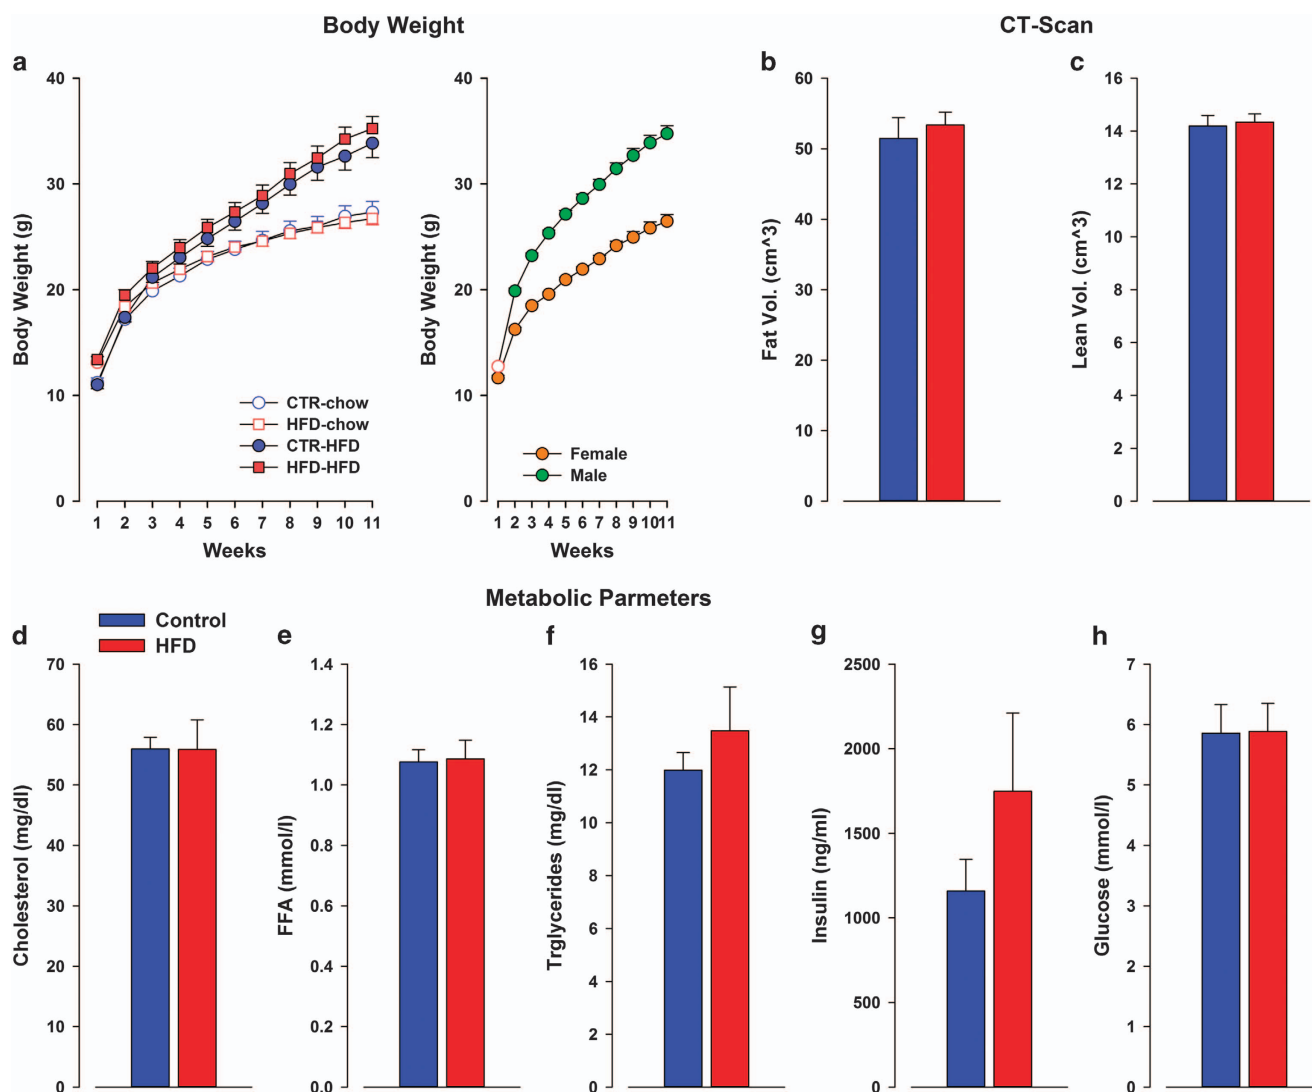 Body Weight
CT-Scan
a
b
c
40
30
20
10
0
Body Weight (g)
1 2 3 4 5 6 7 8 9 10 11
Weeks
CTR-chow
HFD-chow
CTR-HFD
HFD-HFD
40
30
20
10
0
Body Weight (g)
1 2 3 4 5 6 7 8 9 10 11
Weeks
Female
Male
60
50
40
30
20
10
0
Fat Vol. (cm^3)
16
14
12
10
8
6
4
2
0
Lean Vol. (cm^3)
Metabolic Parmeters
Control
HFD
d
e
f
g
h
70
60
50
40
30
20
10
0
Cholesterol (mg/dl)
1.4
1.2
1.0
0.8
0.6
0.4
0.2
0.0
FFA (mmol/l)
16
14
12
10
8
6
4
2
0
Trglycerides (mg/dl)
2500
2000
1500
1000
500
0
Insulin (ng/ml)
7
6
5
4
3
2
1
0
Glucose (mmol/l)